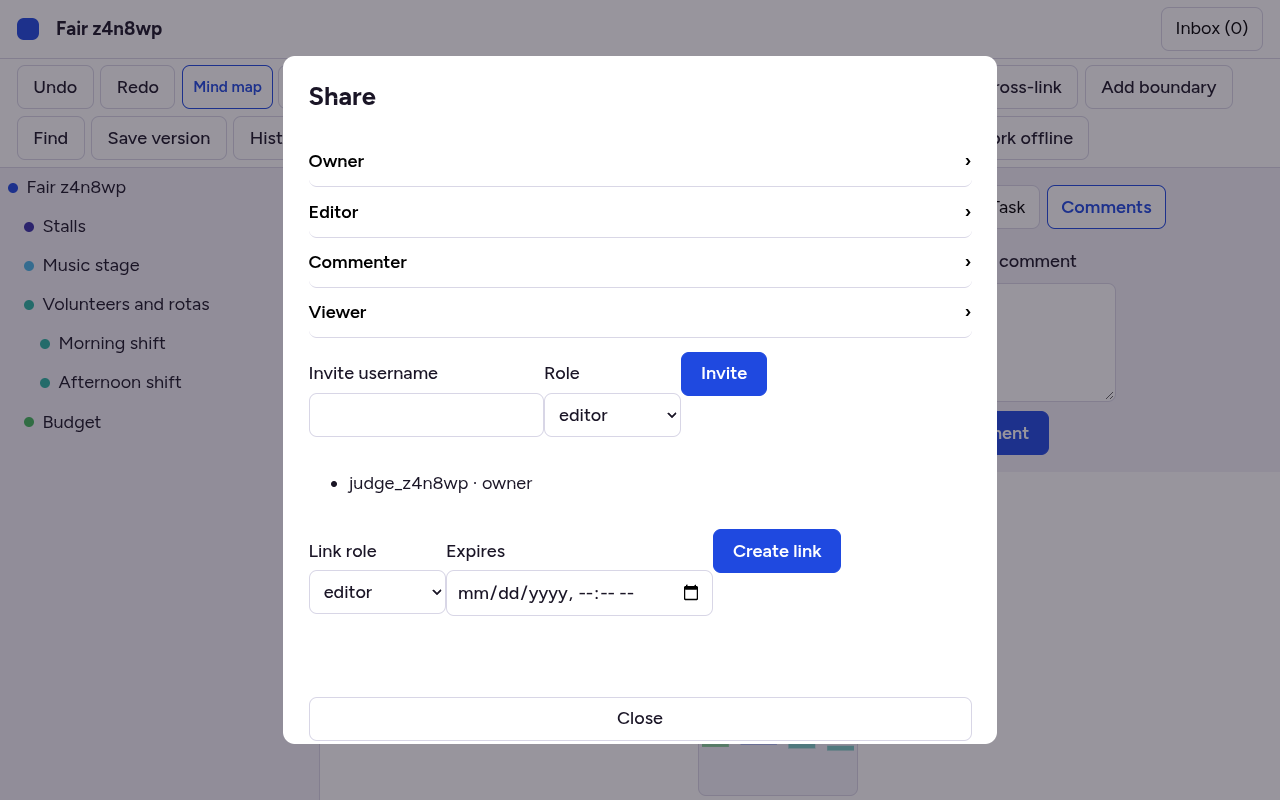 Fair z4n8wp
Inbox (0)
Undo
Redo
Mind map
ross-link
Add boundary
Find
Save version
Hist
rk offline
Fair z4n8wp
Stalls
Music stage
Volunteers and rotas
Morning shift
Afternoon shift
Budget
Share
Owner ›
Editor ›
Commenter ›
Viewer ›
Invite username
Role
Invite
editor
• judge_z4n8wp · owner
Link role
Expires
Create link
editor
mm/dd/yyyy, --:-- --
Close
Task
Comments
comment